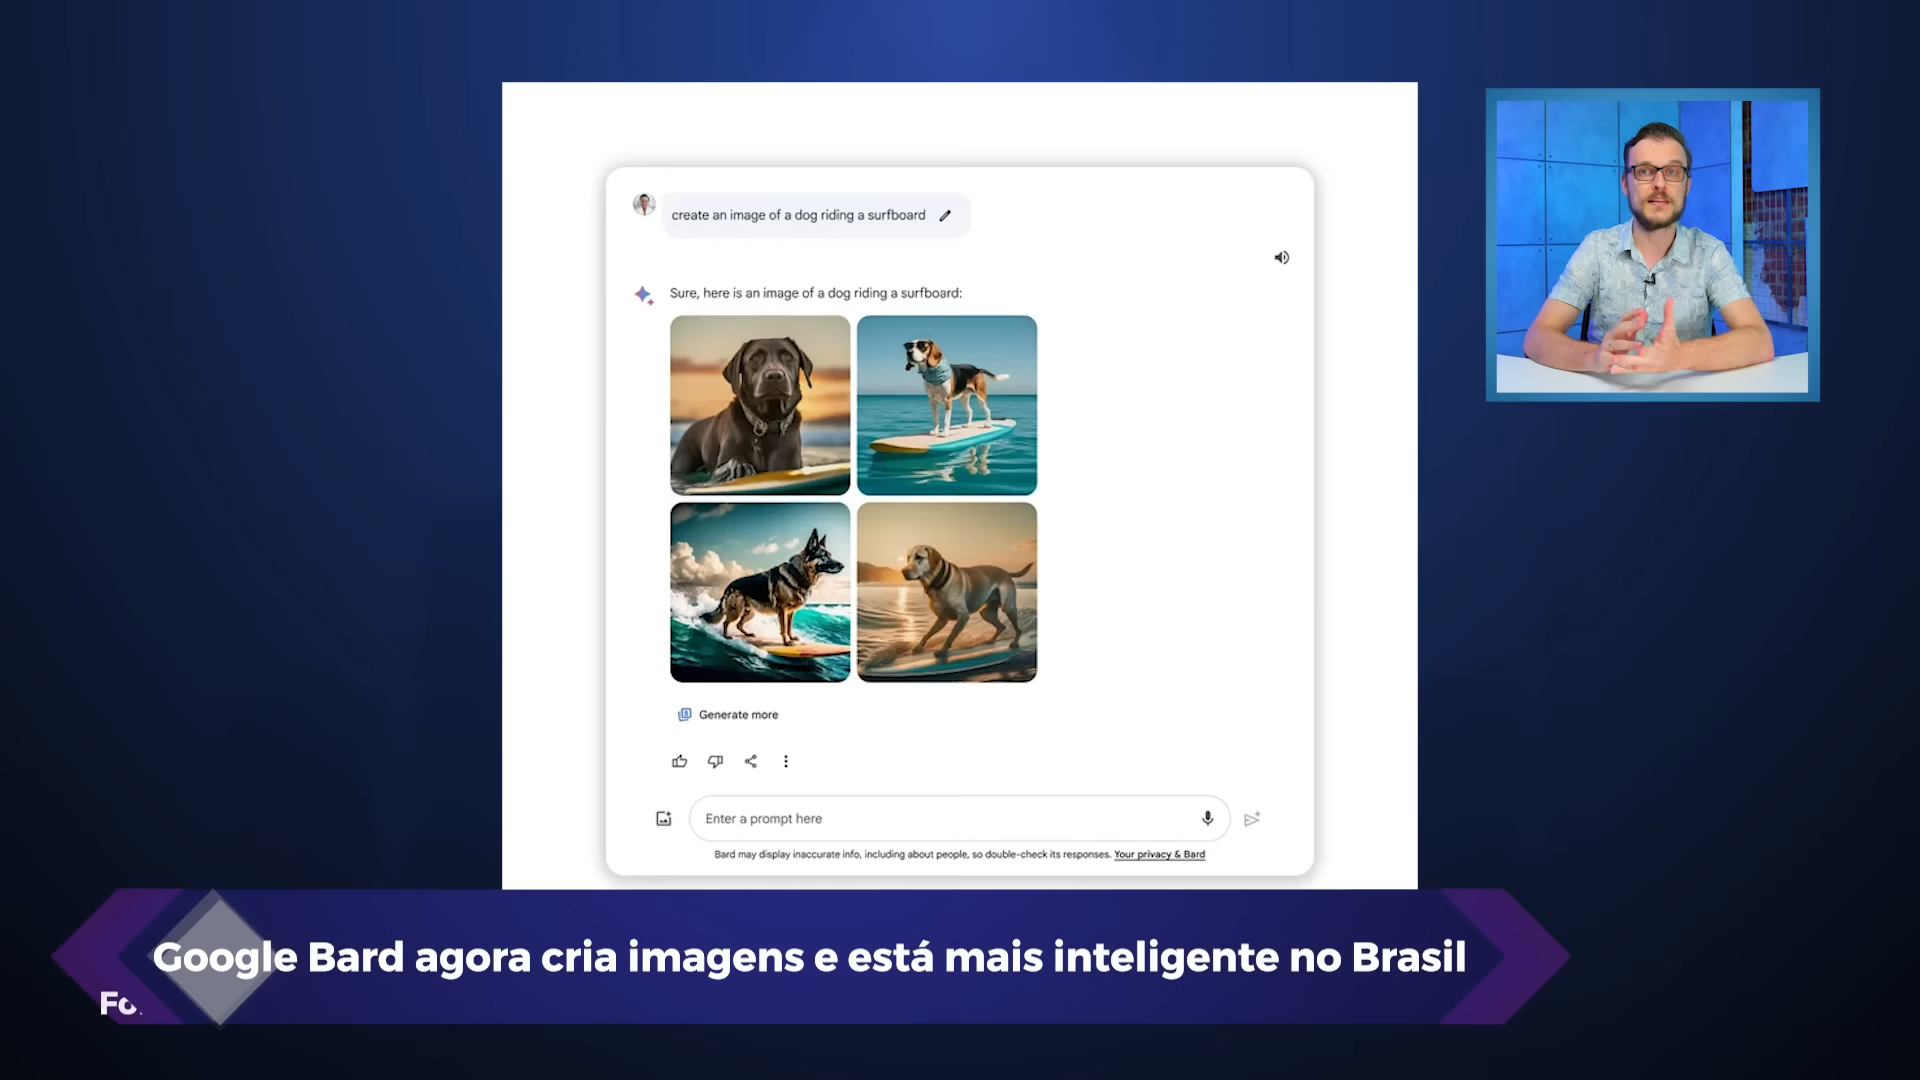 create an image of a dog riding a surfboard
Sure, here is an image of a dog riding a surfboard:
Generate more
Enter a prompt here
Bard may display inaccurate info, including about people, so double-check its responses. Your privacy & Bard
Google Bard agora cria imagens e está mais inteligente no Brasil